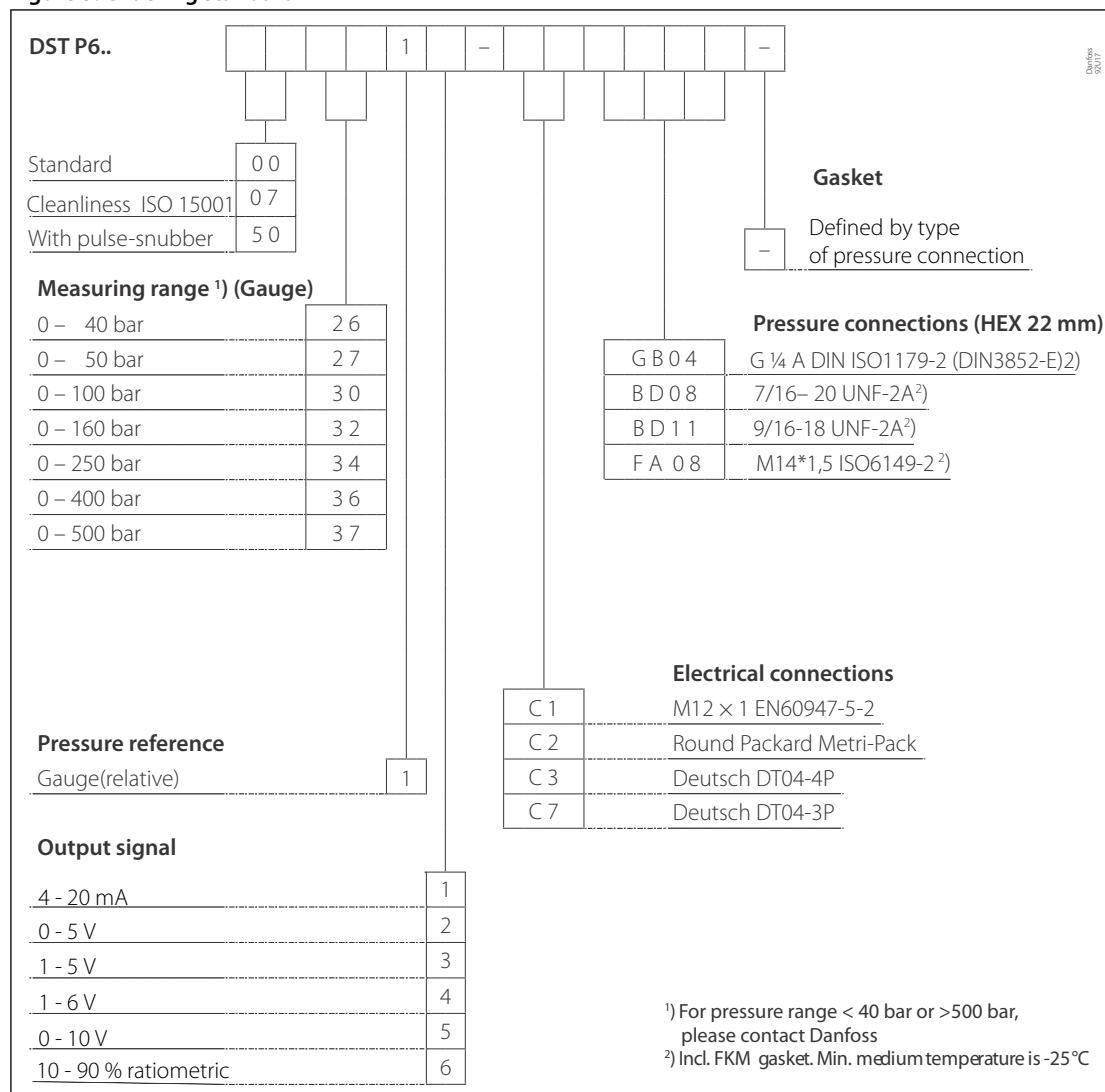 DST P6.. 1 – –
Danfoss
92U17
Standard 0 0
Cleanliness ISO 15001 0 7
With pulse-snubber 5 0
Gasket
– Defined by type
of pressure connection
Measuring range ¹) (Gauge)
0 – 40 bar 2 6
0 – 50 bar 2 7
0 – 100 bar 3 0
0 – 160 bar 3 2
0 – 250 bar 3 4
0 – 400 bar 3 6
0 – 500 bar 3 7
Pressure connections (HEX 22 mm)
G B 0 4 G ¼ A DIN ISO1179-2 (DIN3852-E)2)
B D 0 8 7/16– 20 UNF-2A²)
B D 1 1 9/16-18 UNF-2A²)
F A 0 8 M14*1,5 ISO6149-2 ²)
Electrical connections
C 1 M12 × 1 EN60947-5-2
C 2 Round Packard Metri-Pack
C 3 Deutsch DT04-4P
C 7 Deutsch DT04-3P
Pressure reference
Gauge(relative) 1
Output signal
4 - 20 mA 1
0 - 5 V 2
1 - 5 V 3
1 - 6 V 4
0 - 10 V 5
10 - 90 % ratiometric 6
¹) For pressure range < 40 bar or >500 bar,
please contact Danfoss
²) Incl. FKM gasket. Min. medium temperature is -25°C